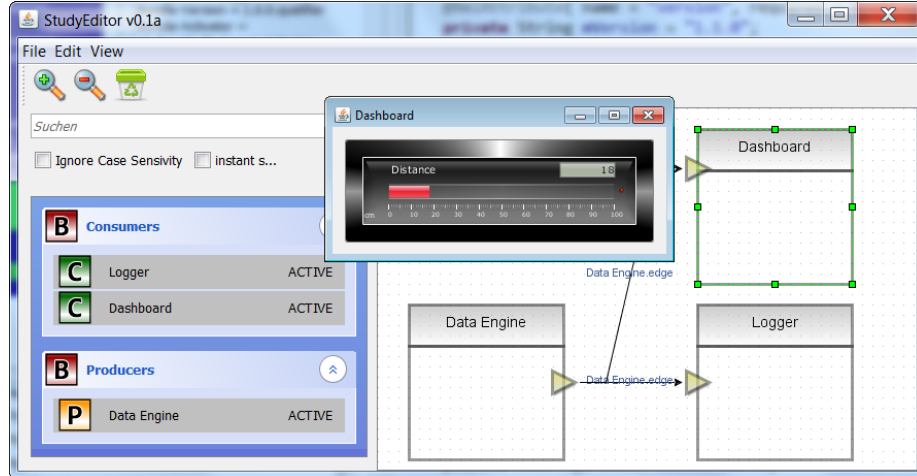 StudyEditor v0.1a
File Edit View
Suchen
Ignore Case Sensivity
instant s...
B Consumers
C Logger ACTIVE
C Dashboard ACTIVE
B Producers
P Data Engine ACTIVE
Dashboard
Distance 18
cm 0 10 20 30 40 50 60 70 80 90 100
Dashboard
Data Engine.edge
Data Engine
Logger
Data Engine.edge